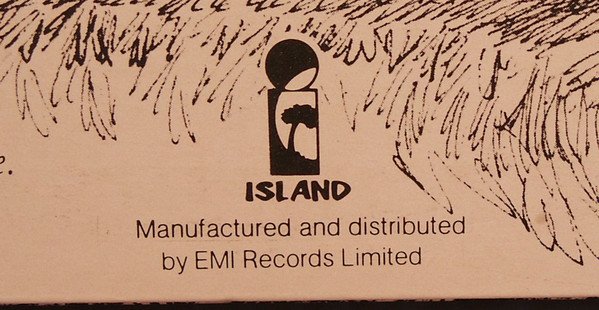 ISLAND
Manufactured and distributed
by EMI Records Limited